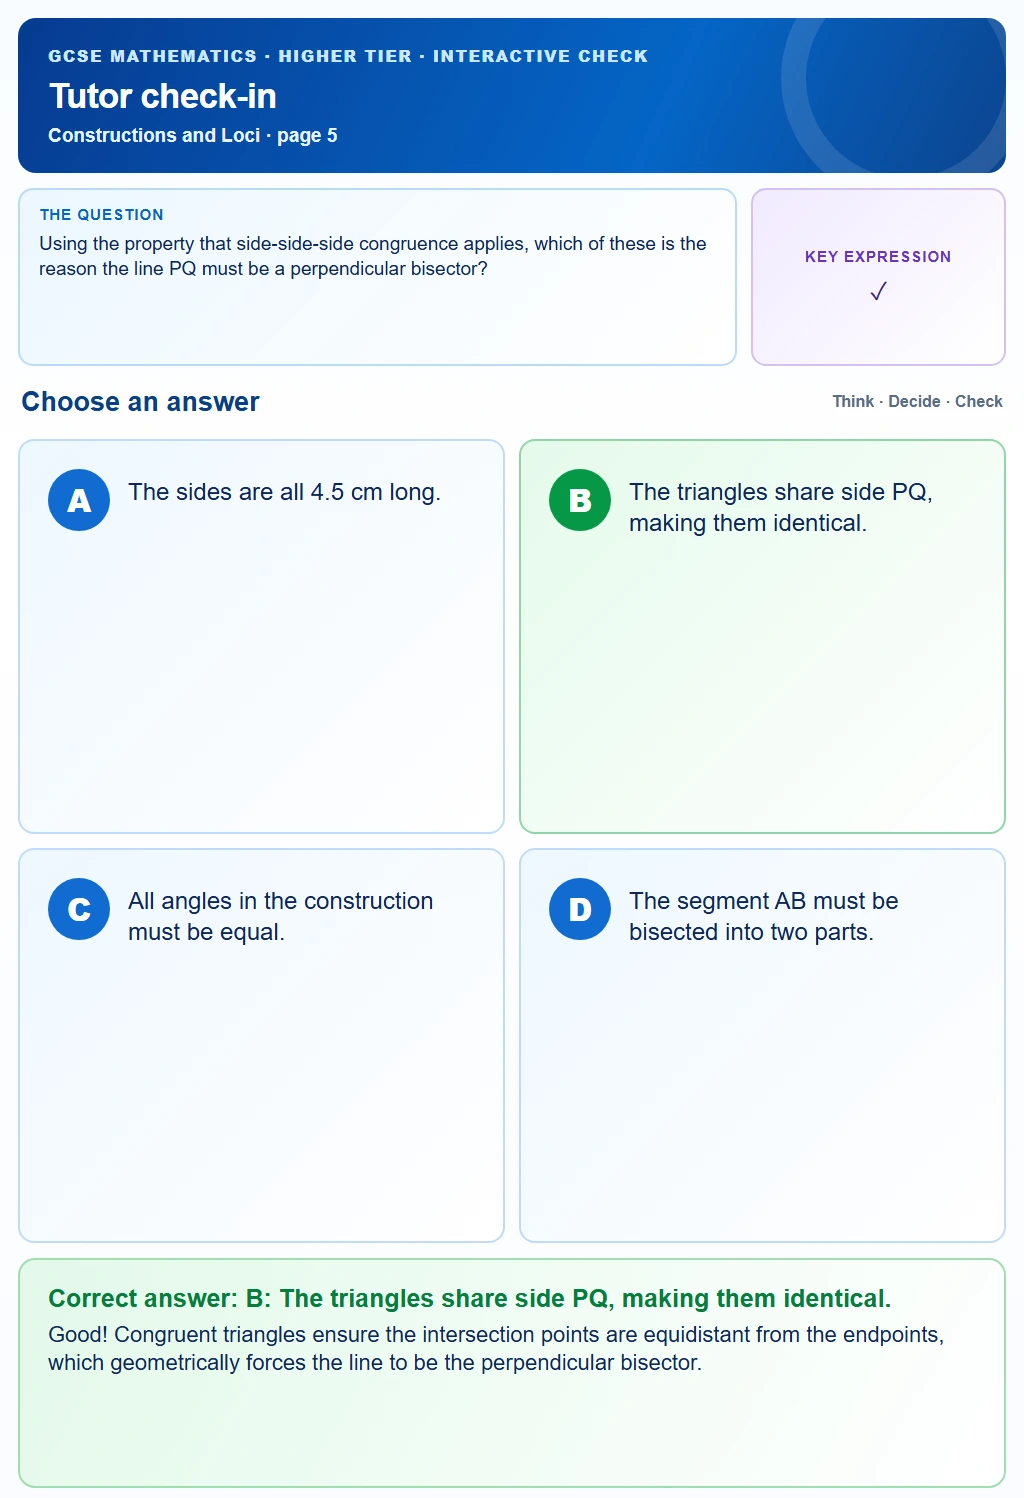 GCSE MATHEMATICS · HIGHER TIER · INTERACTIVE CHECK
Tutor check-in
Constructions and Loci · page 5
THE QUESTION
Using the property that side-side-side congruence applies, which of these is the
reason the line PQ must be a perpendicular bisector?
KEY EXPRESSION
✓
Choose an answer
Think · Decide · Check
A
The sides are all 4.5 cm long.
B
The triangles share side PQ,
making them identical.
C
All angles in the construction
must be equal.
D
The segment AB must be
bisected into two parts.
Correct answer: B: The triangles share side PQ, making them identical.
Good! Congruent triangles ensure the intersection points are equidistant from the endpoints,
which geometrically forces the line to be the perpendicular bisector.